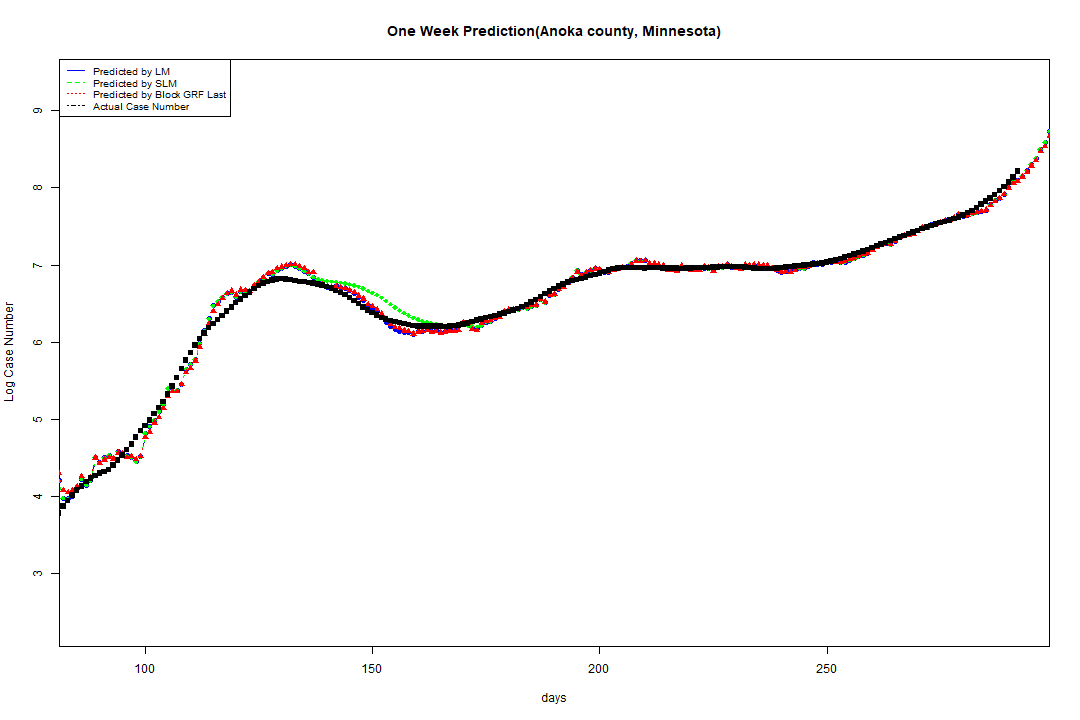 One Week Prediction(Anoka county, Minnesota)
Predicted by LM
Predicted by SLM
Predicted by Block GRF Last
Actual Case Number
9
8
7
6
5
4
3
Log Case Number
100 150 200 250
days